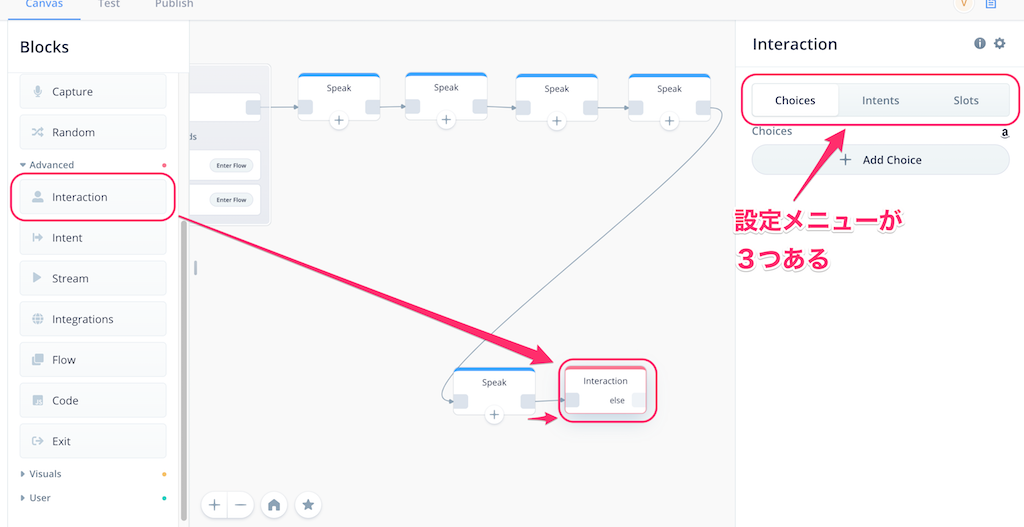 Canvas Test Publish
V
Blocks
Capture
Random
Advanced
Interaction
Intent
Stream
Integrations
Flow
Code
Exit
Visuals
User
ds
Enter Flow
Enter Flow
Speak
Speak
Speak
Speak
Speak
Interaction
else
Interaction
Choices Intents Slots
Choices
a
Add Choice
設定メニューが
３つある